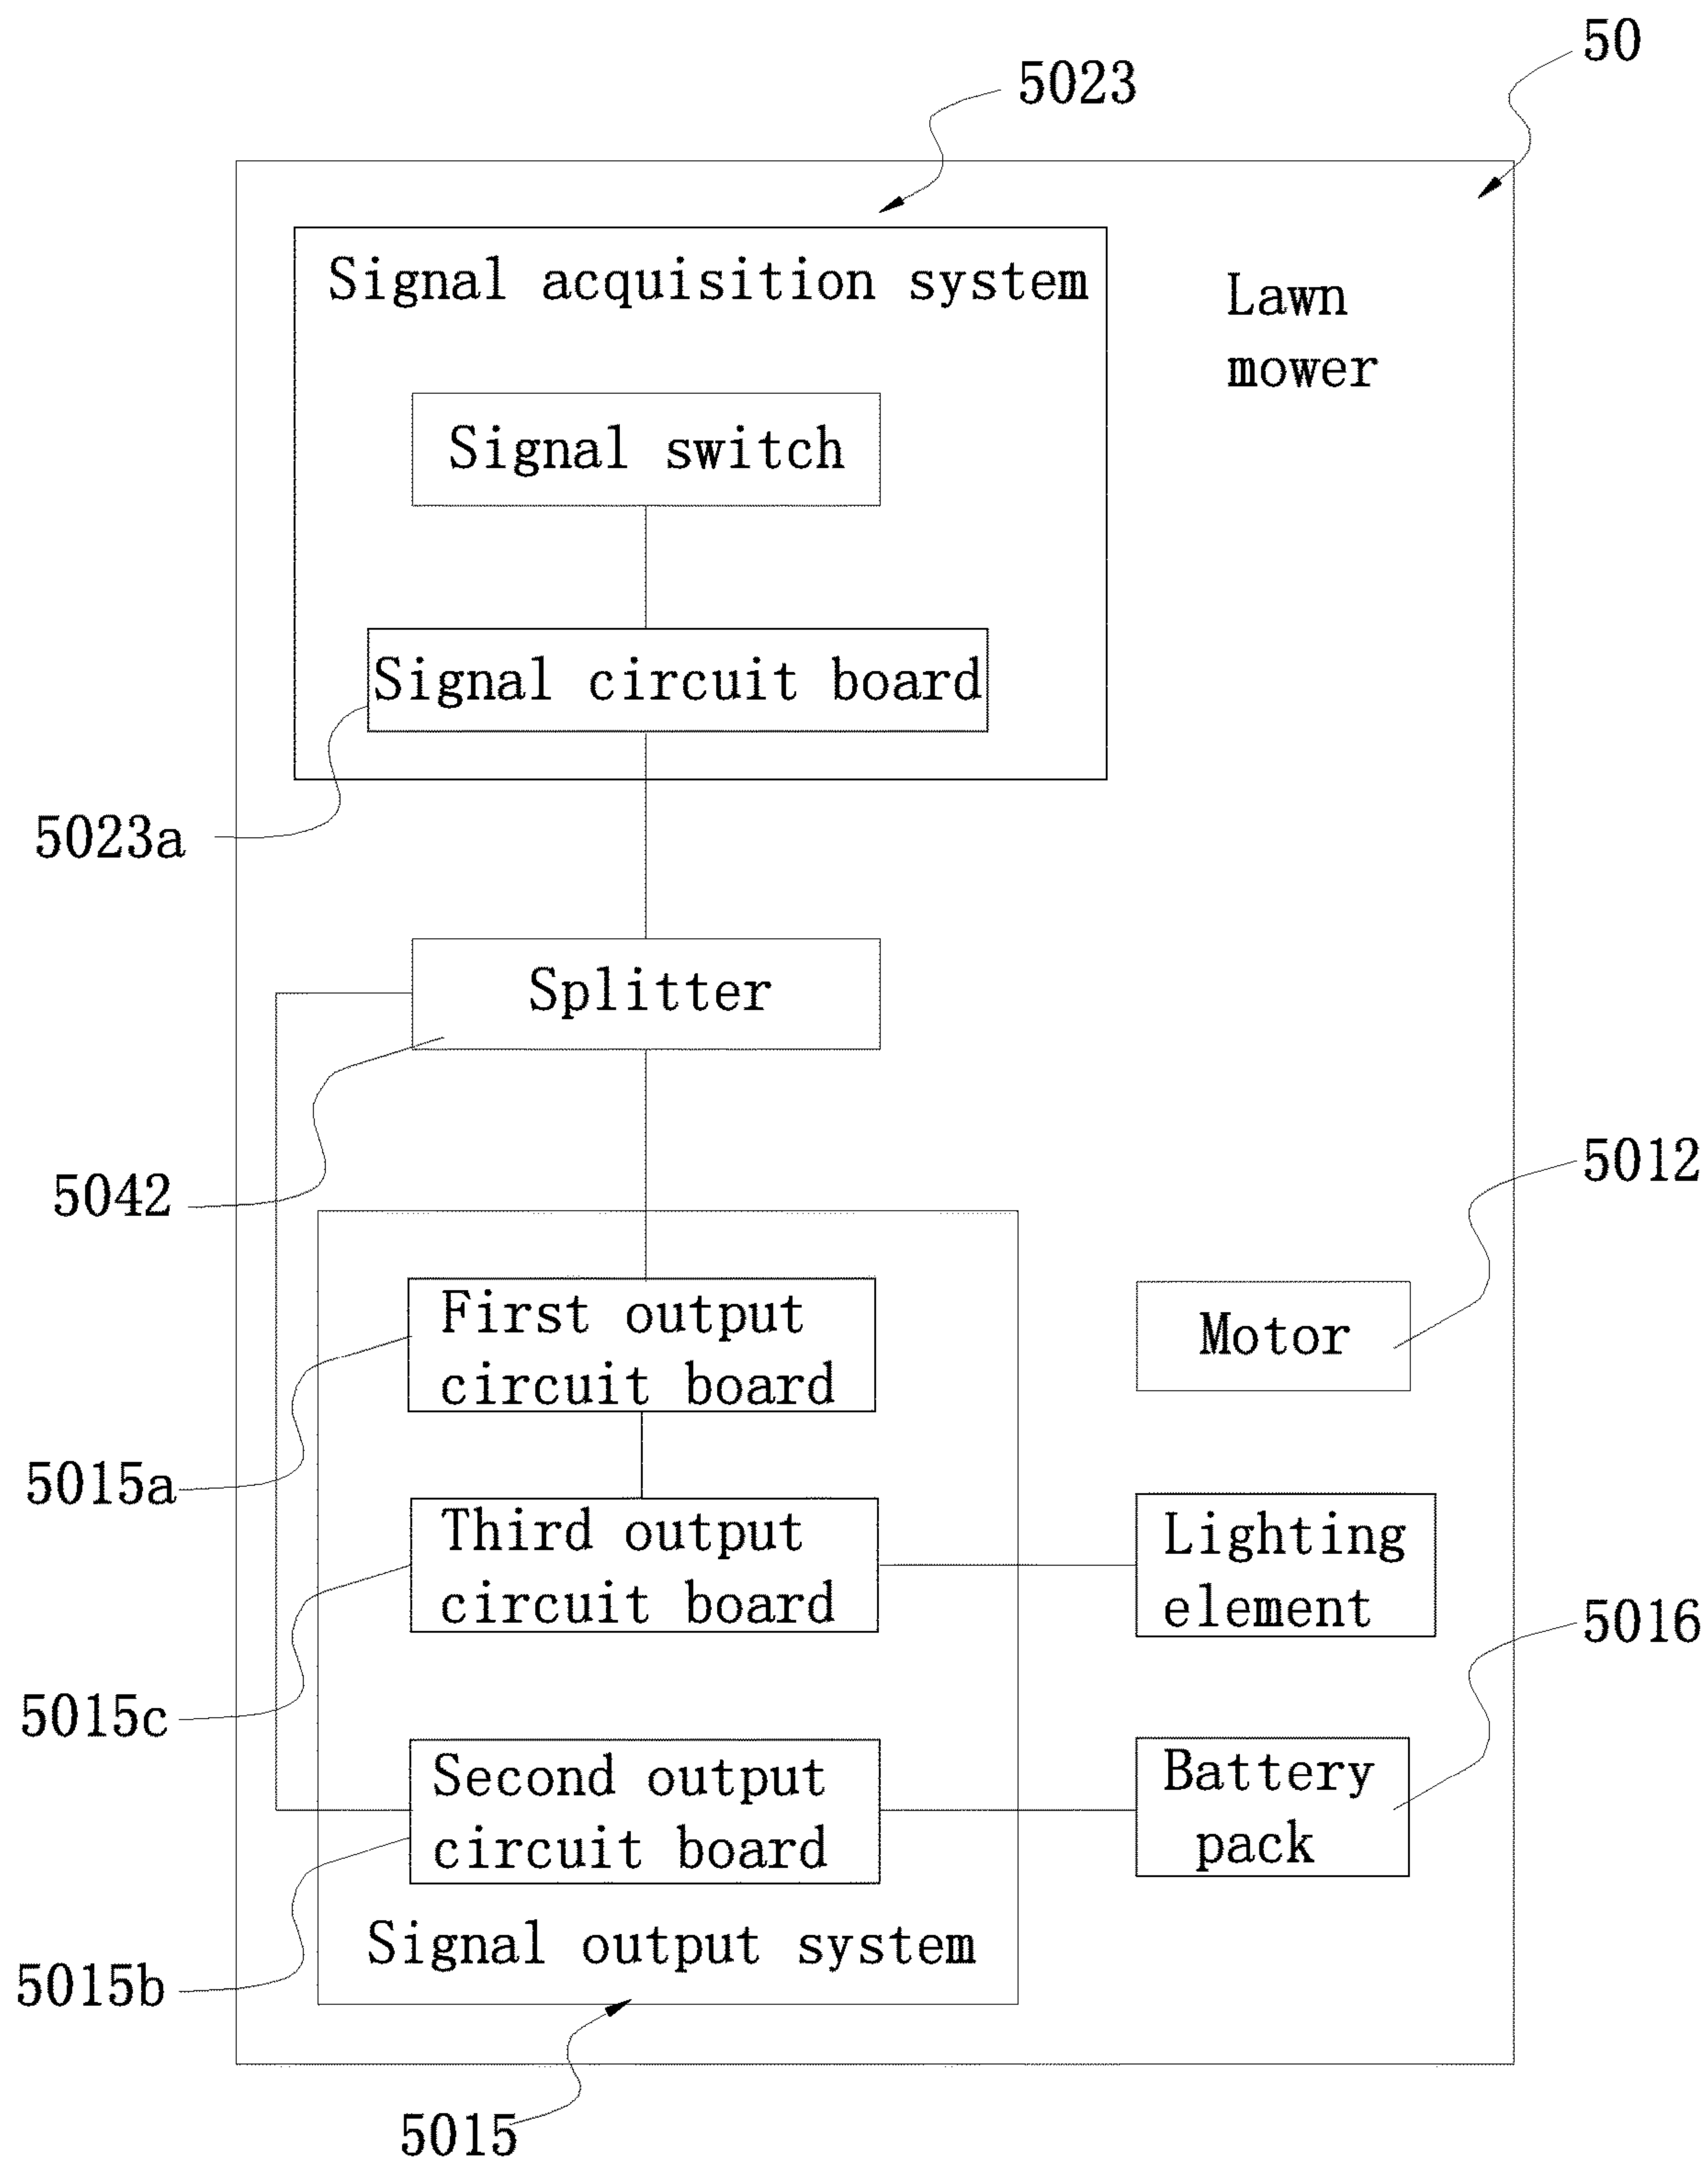 50
5023
Signal acquisition system
Lawn
mower
Signal switch
Signal circuit board
5023a
Splitter
5042
5012
First output
circuit board
Motor
5015a
Third output
circuit board
Lighting
element
5016
5015c
Second output
circuit board
Battery
pack
Signal output system
5015b
5015